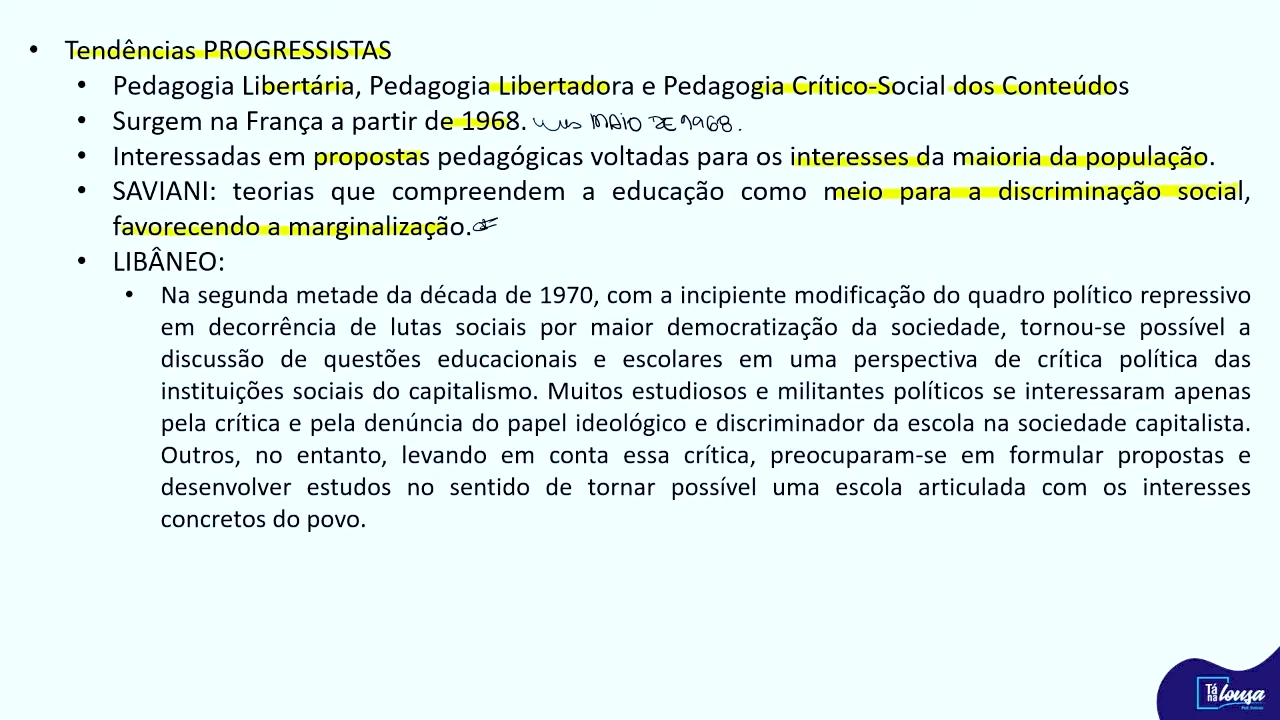 • Tendências PROGRESSISTAS
• Pedagogia Libertária, Pedagogia Libertadora e Pedagogia Crítico-Social dos Conteúdos
• Surgem na França a partir de 1968. MAIO DE 1968.
• Interessadas em propostas pedagógicas voltadas para os interesses da maioria da população.
• SAVIANI: teorias que compreendem a educação como meio para a discriminação social,
favorecendo a marginalização.
• LIBÂNEO:
• Na segunda metade da década de 1970, com a incipiente modificação do quadro político repressivo
em decorrência de lutas sociais por maior democratização da sociedade, tornou-se possível a
discussão de questões educacionais e escolares em uma perspectiva de crítica política das
instituições sociais do capitalismo. Muitos estudiosos e militantes políticos se interessaram apenas
pela crítica e pela denúncia do papel ideológico e discriminador da escola na sociedade capitalista.
Outros, no entanto, levando em conta essa crítica, preocuparam-se em formular propostas e
desenvolver estudos no sentido de tornar possível uma escola articulada com os interesses
concretos do povo.
Tá na lousa